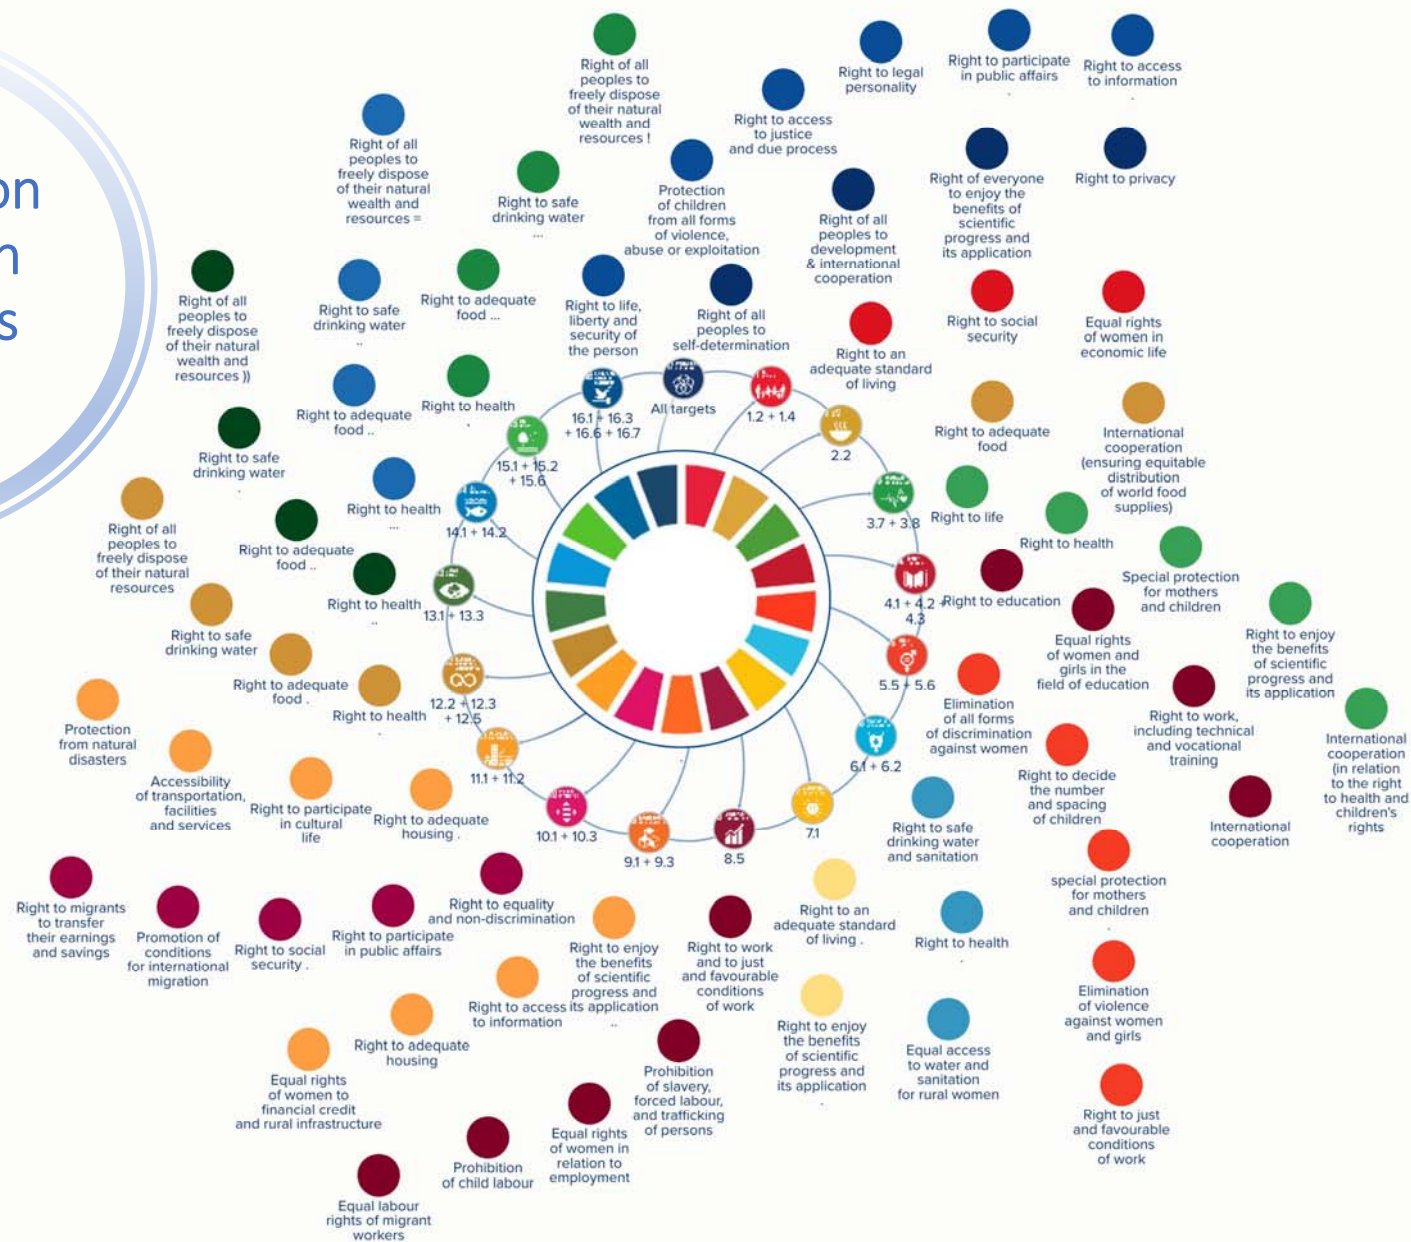 on
n
s
Right of all
peoples to
freely dispose
of their natural
wealth and
resources !
Right to legal
personality
Right to participate
in public affairs
.
Right to access
to information
.
Right to access
to justice
and due process
Right of all
peoples to
freely dispose
of their natural
wealth and
resources =
Right to safe
drinking water
...
Protection
of children
from all forms
of violence,
abuse or exploitation
Right of all
peoples to
development
& international
cooperation
Right of everyone
to enjoy the
benefits of
scientific
progress and
its application
Right to privacy
Right of all
peoples to
freely dispose
of their natural
wealth and
resources ))
Right to safe
drinking water
..
Right to adequate
food ...
Right to life,
liberty and
security of
the person
Right of all
peoples to
self-determination
Right to an
adequate standard
of living
Right to social
security
Equal rights
of women in
economic life
Right to adequate
food ..
Right to health
.
16.1 + 16.3
+ 16.6 + 16.7
All targets
1.2 + 1.4
2.2
Right to adequate
food
International
cooperation
(ensuring equitable
distribution
of world food
supplies)
Right to safe
drinking water
.
Right to health
...
15.1 + 15.2
+ 15.6
14.1 + 14.2
3.7 + 3.8
Right to life
Right to health
Special protection
for mothers
and children
Right of all
peoples to
freely dispose
of their natural
resources
Right to adequate
food ..
Right to health
..
13.1 + 13.3
4.1 + 4.2 +
4.3
Right to education
Equal rights
of women and
girls in the
field of education
Right to enjoy
the benefits
of scientific
progress and
its application
Right to safe
drinking water
Right to adequate
food .
Right to health
.
12.2 + 12.3
+ 12.5
5.5 + 5.6
Elimination
of all forms
of discrimination
against women
Right to work,
including technical
and vocational
training
International
cooperation
(in relation
to the right
to health and
children's
rights
Protection
from natural
disasters
Accessibility
of transportation,
facilities
and services
Right to participate
in cultural
life
Right to adequate
housing .
11.1 + 11.2
6.1 + 6.2
Right to decide
the number
and spacing
of children
International
cooperation
10.1 + 10.3
9.1 + 9.3
8.5
7.1
Right to safe
drinking water
and sanitation
special protection
for mothers
and children
.
Right to migrants
to transfer
their earnings
and savings
Promotion of
conditions
for international
migration
Right to social
security .
Right to participate
in public affairs
Right to equality
and non-discrimination
Right to enjoy
the benefits
of scientific
progress and
its application
..
Right to work
and to just
and favourable
conditions
of work
Right to an
adequate standard
of living .
Right to health
.
Elimination
of violence
against women
and girls
Right to access
to information
Right to adequate
housing
Equal rights
of women to
financial credit
and rural infrastructure
Right to enjoy
the benefits
of scientific
progress and
its application
.
Equal access
to water and
sanitation
for rural women
Right to just
and favourable
conditions
of work
Prohibition
of slavery,
forced labour,
and trafficking
of persons
Equal rights
of women in
relation to
employment
Prohibition
of child labour
Equal labour
rights of migrant
workers